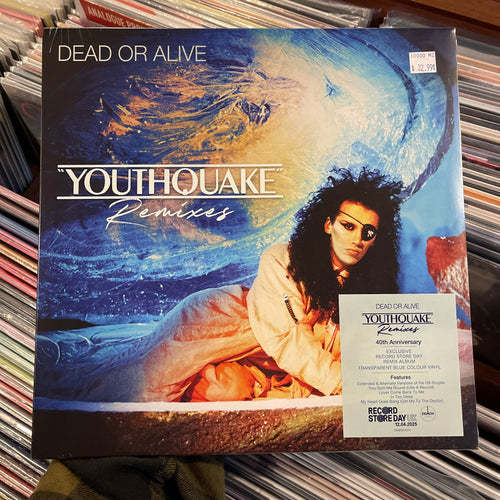 ANALOGUE PRODUC
DEAD OR ALIVE
$ 32.99
"YOUTHQUAKE"
Remixes
DEAD OR ALIVE
"YOUTHQUAKE"
Remixes
40th Anniversary
EXCLUSIVE
RECORD STORE DAY
REMIX ALBUM
TRANSPARENT BLUE COLOUR VINYL
Features
Extended & Alternate Versions of the Hit Singles
You Spin Me Round (Like A Record)
Lover Come Back To Me
In Too Deep
My Heart Goes Bang (Get Me To The Doctor)
RECORD
STORE DAY
12.04.2025
DEMON